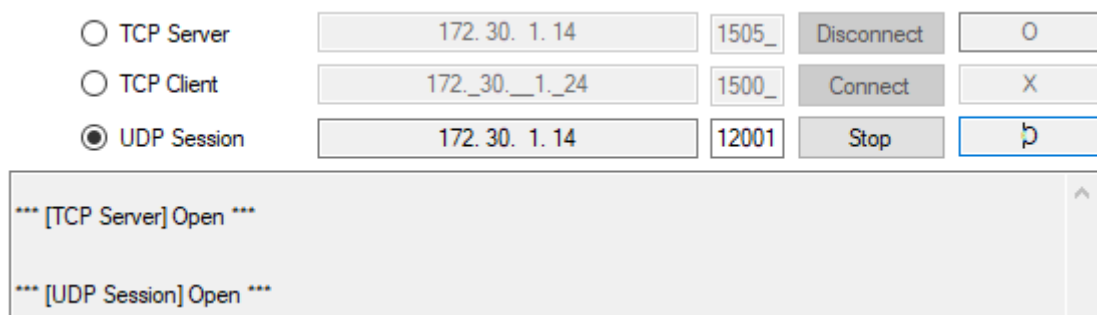 TCP Server 172. 30. 1. 14 1505_ Disconnect O
TCP Client 172._30.__1._24 1500_ Connect X
UDP Session 172. 30. 1. 14 12001 Stop
*** [TCP Server] Open ***
*** [UDP Session] Open ***